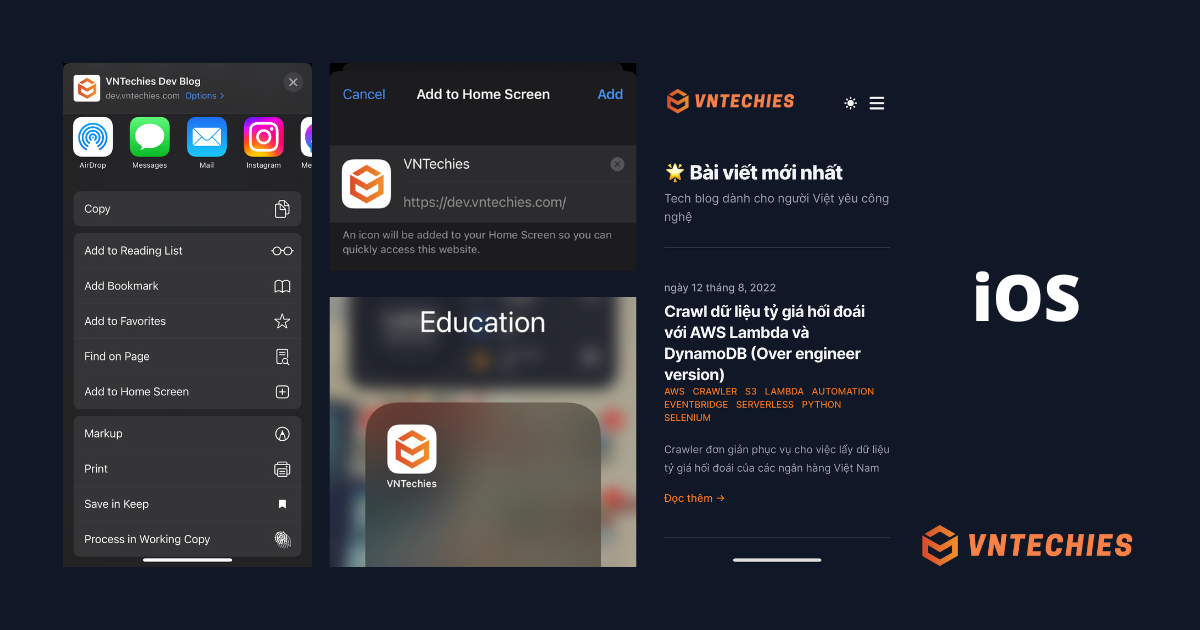 VNTechies Dev Blog
dev.vntechies.com Options >
AirDrop
Messages
Mail
Instagram
Me
Copy
Add to Reading List
Add Bookmark
Add to Favorites
Find on Page
Add to Home Screen
Markup
Print
Save in Keep
Process in Working Copy
Cancel
Add to Home Screen
Add
VNTechies
https://dev.vntechies.com/
An icon will be added to your Home Screen so you can
quickly access this website.
Education
VNTechies
VNTECHIES
🌟 Bài viết mới nhất
Tech blog dành cho người Việt yêu công
nghệ
ngày 12 tháng 8, 2022
Crawl dữ liệu tỷ giá hối đoái
với AWS Lambda và
DynamoDB (Over engineer
version)
AWS CRAWLER S3 LAMBDA AUTOMATION
EVENTBRIDGE SERVERLESS PYTHON
SELENIUM
Crawler đơn giản phục vụ cho việc lấy dữ liệu
tỷ giá hối đoái của các ngân hàng Việt Nam
Đọc thêm →
iOS
VNTECHIES